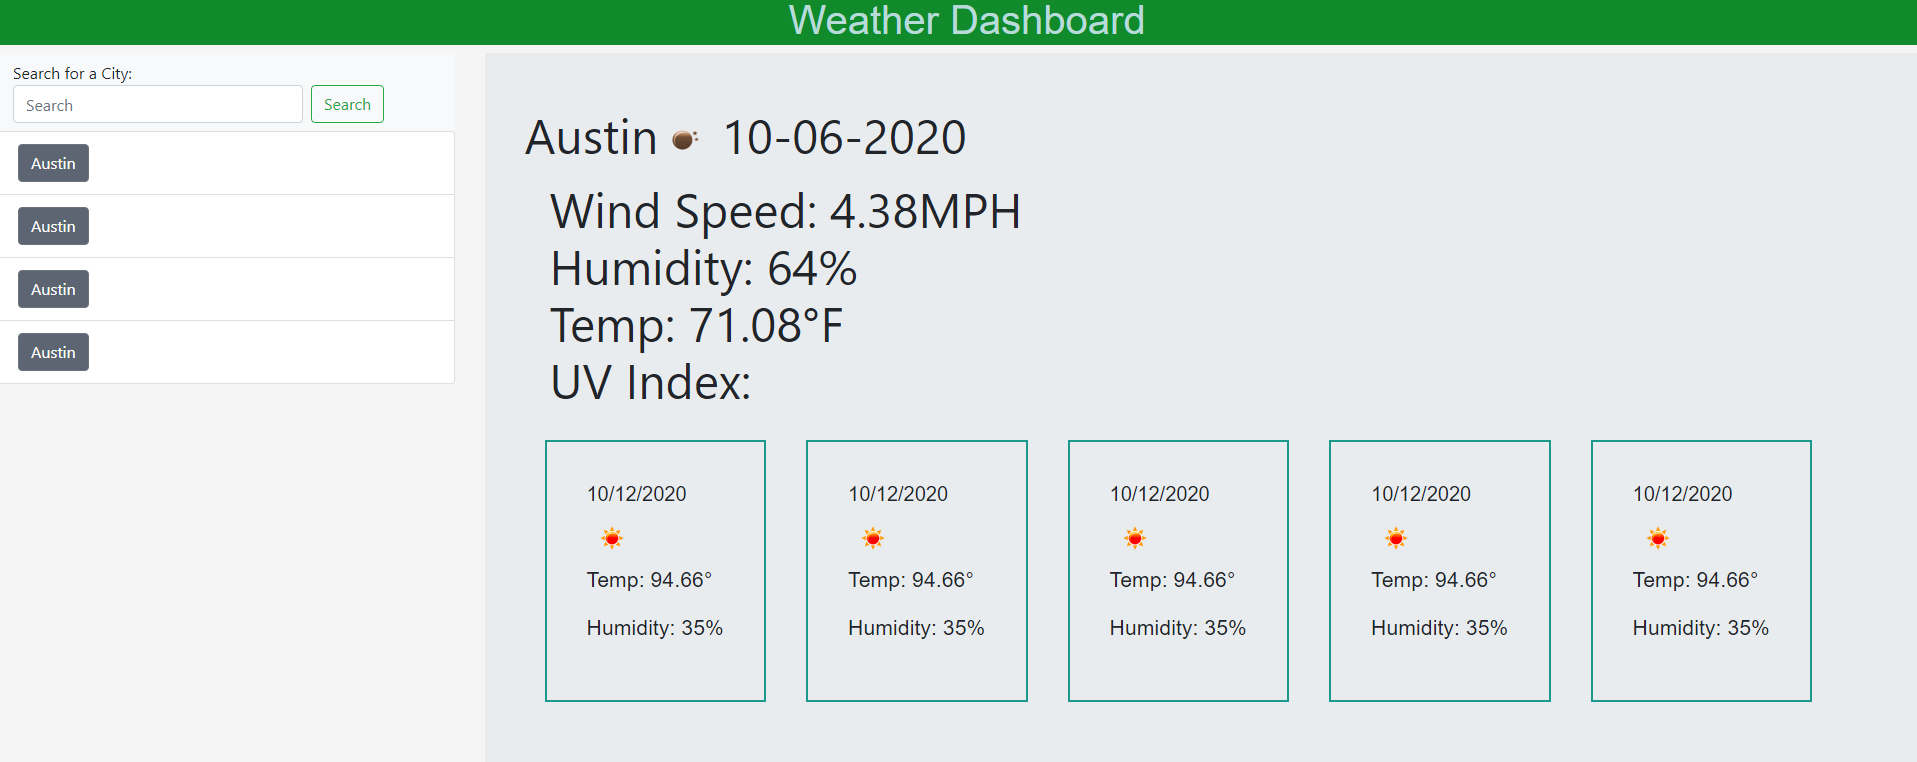 Weather Dashboard
Search for a City:
Search Search
Austin
Austin
Austin
Austin
Austin 10-06-2020
Wind Speed: 4.38MPH
Humidity: 64%
Temp: 71.08°F
UV Index:
10/12/2020
Temp: 94.66°
Humidity: 35%
10/12/2020
Temp: 94.66°
Humidity: 35%
10/12/2020
Temp: 94.66°
Humidity: 35%
10/12/2020
Temp: 94.66°
Humidity: 35%
10/12/2020
Temp: 94.66°
Humidity: 35%